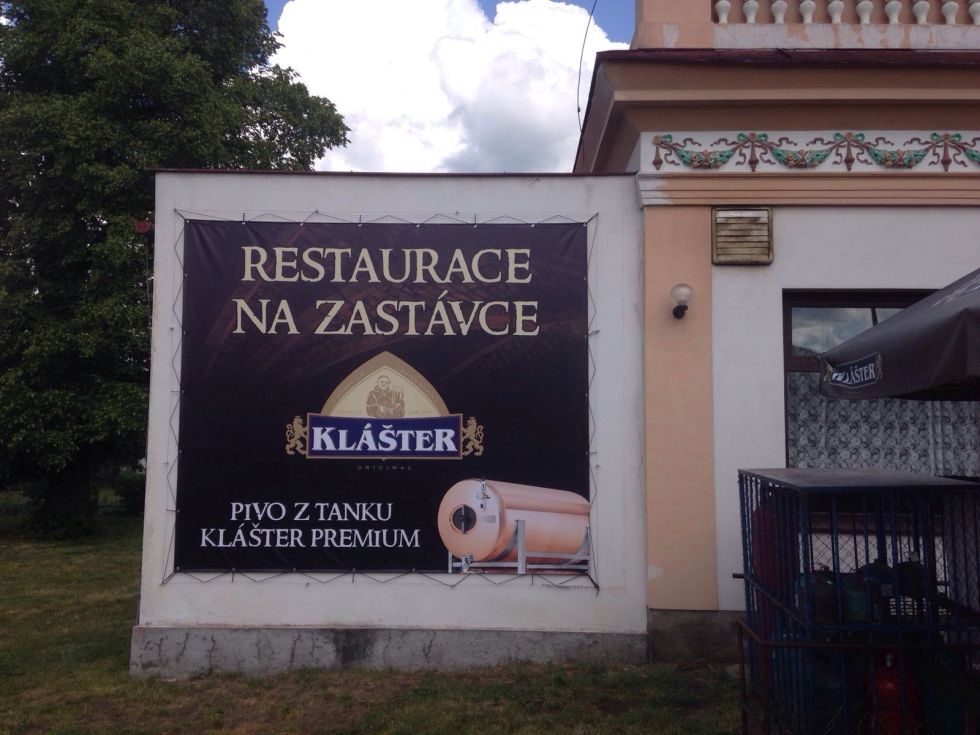 RESTAURACE
NA ZASTÁVCE
KLÁŠTER
ORIGINAL
PIVO Z TANKU
KLÁŠTER PREMIUM
KLÁŠTER